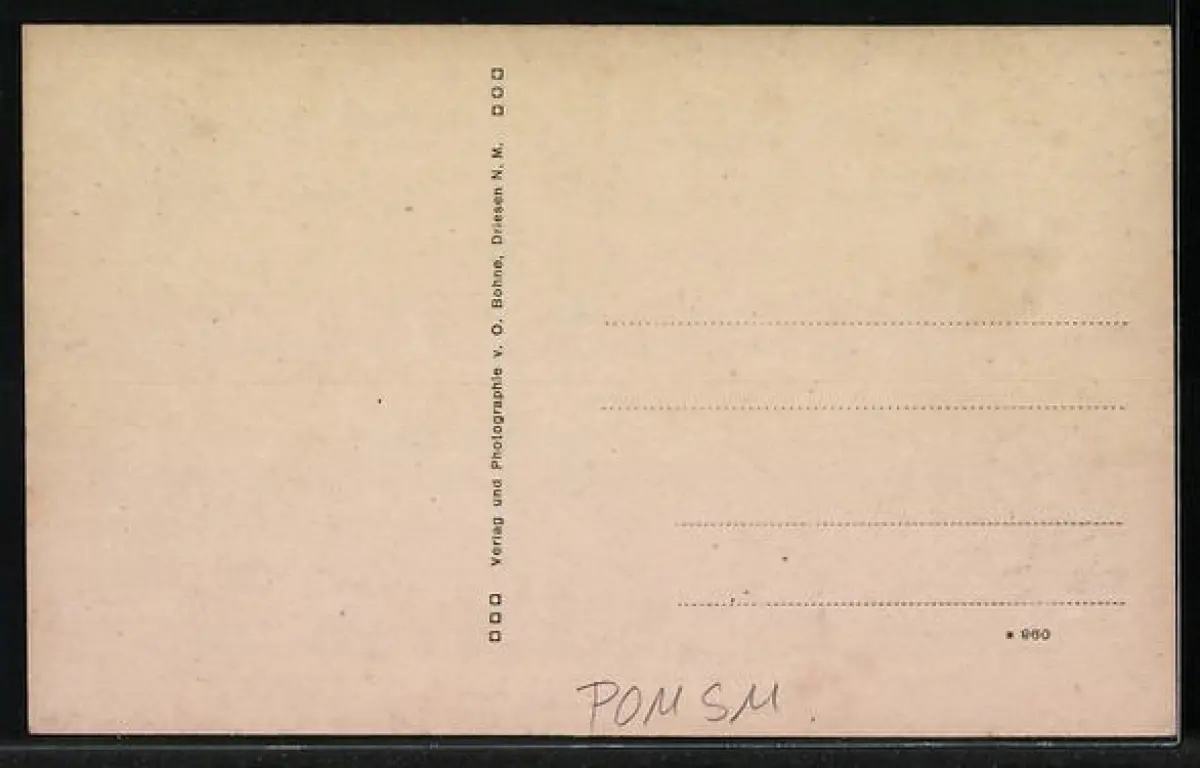 Verlag und Photographie v. O. Bohne, Driesen N. M.
* 960
POM SM.